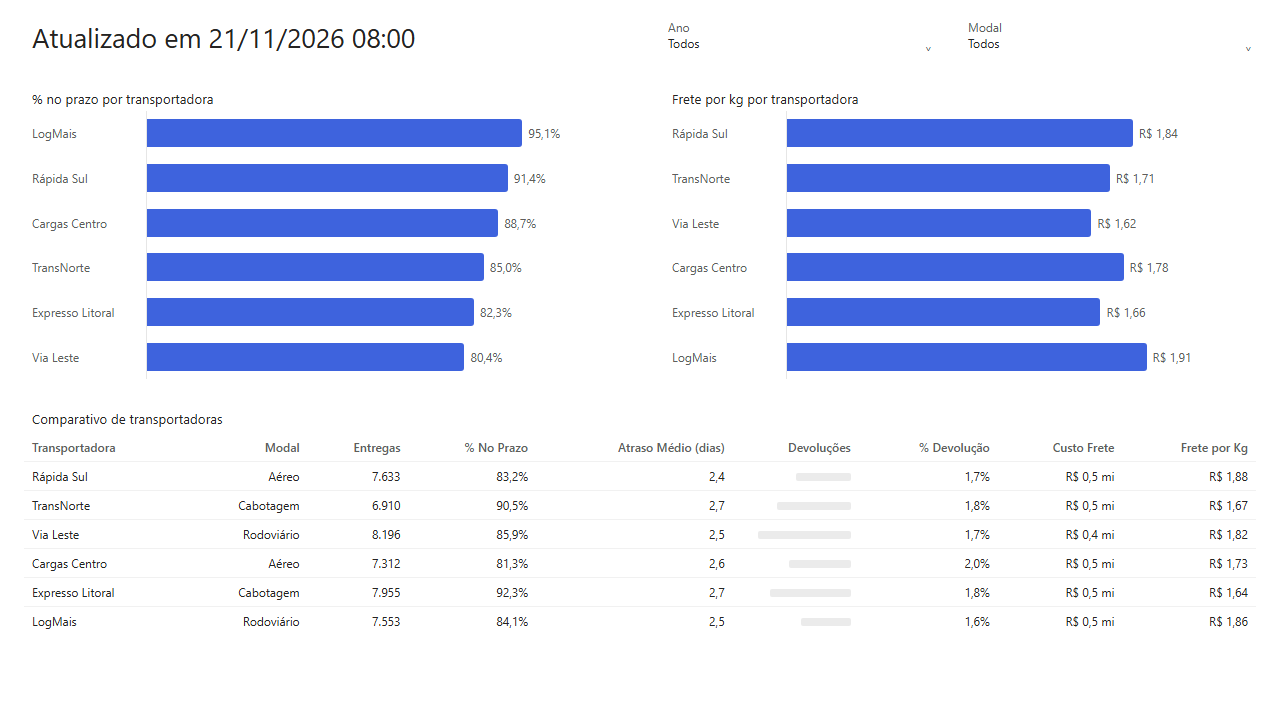 Atualizado em 21/11/2026 08:00
Ano
Todos
Modal
Todos
% no prazo por transportadora
LogMais 95,1%
Rápida Sul 91,4%
Cargas Centro 88,7%
TransNorte 85,0%
Expresso Litoral 82,3%
Via Leste 80,4%
Frete por kg por transportadora
Rápida Sul R$ 1,84
TransNorte R$ 1,71
Via Leste R$ 1,62
Cargas Centro R$ 1,78
Expresso Litoral R$ 1,66
LogMais R$ 1,91
Comparativo de transportadoras
Transportadora Modal Entregas % No Prazo Atraso Médio (dias) Devoluções % Devolução Custo Frete Frete por Kg
Rápida Sul Aéreo 7.633 83,2% 2,4 1,7% R$ 0,5 mi R$ 1,88
TransNorte Cabotagem 6.910 90,5% 2,7 1,8% R$ 0,5 mi R$ 1,67
Via Leste Rodoviário 8.196 85,9% 2,5 1,7% R$ 0,4 mi R$ 1,82
Cargas Centro Aéreo 7.312 81,3% 2,6 2,0% R$ 0,5 mi R$ 1,73
Expresso Litoral Cabotagem 7.955 92,3% 2,7 1,8% R$ 0,5 mi R$ 1,64
LogMais Rodoviário 7.553 84,1% 2,5 1,6% R$ 0,5 mi R$ 1,86